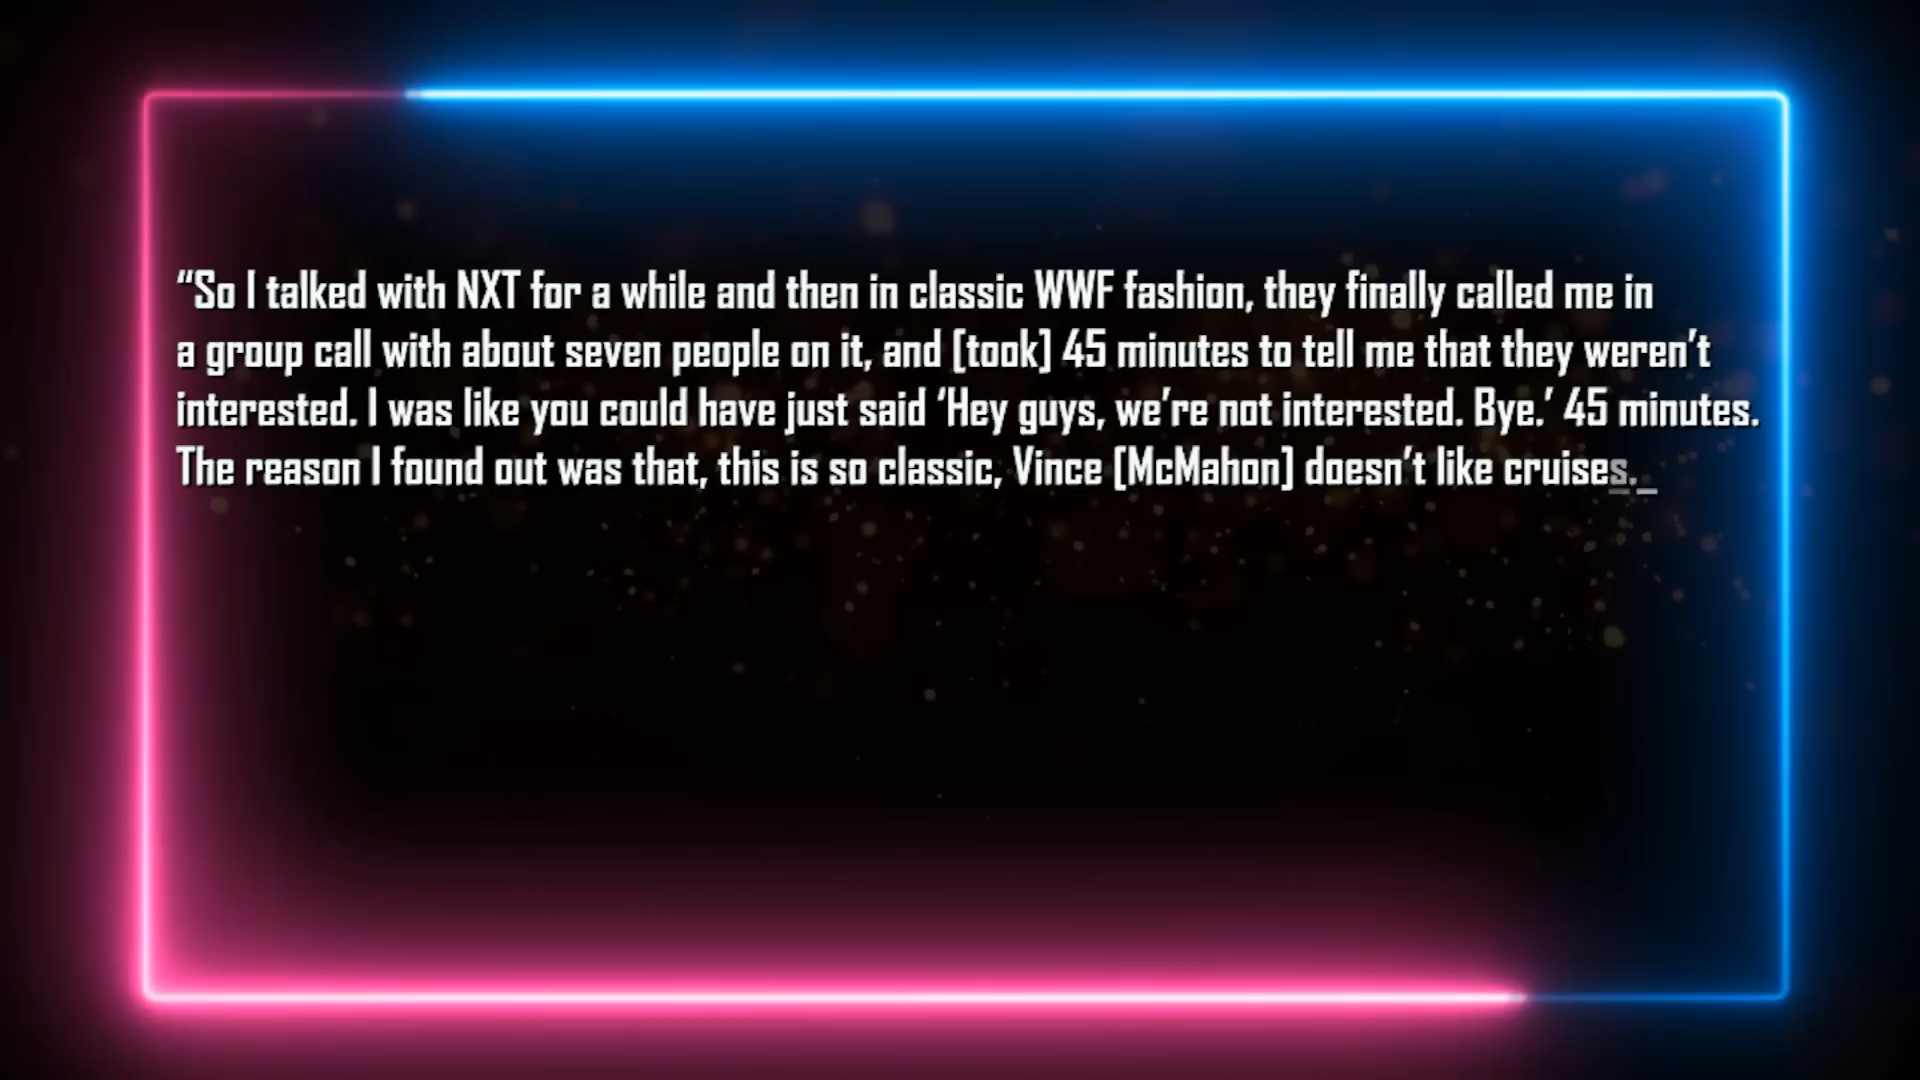 “So I talked with NXT for a while and then in classic WWF fashion, they finally called me in
a group call with about seven people on it, and [took] 45 minutes to tell me that they weren’t
interested. I was like you could have just said ‘Hey guys, we’re not interested. Bye.’ 45 minutes.
The reason I found out was that, this is so classic, Vince [McMahon] doesn’t like cruises._